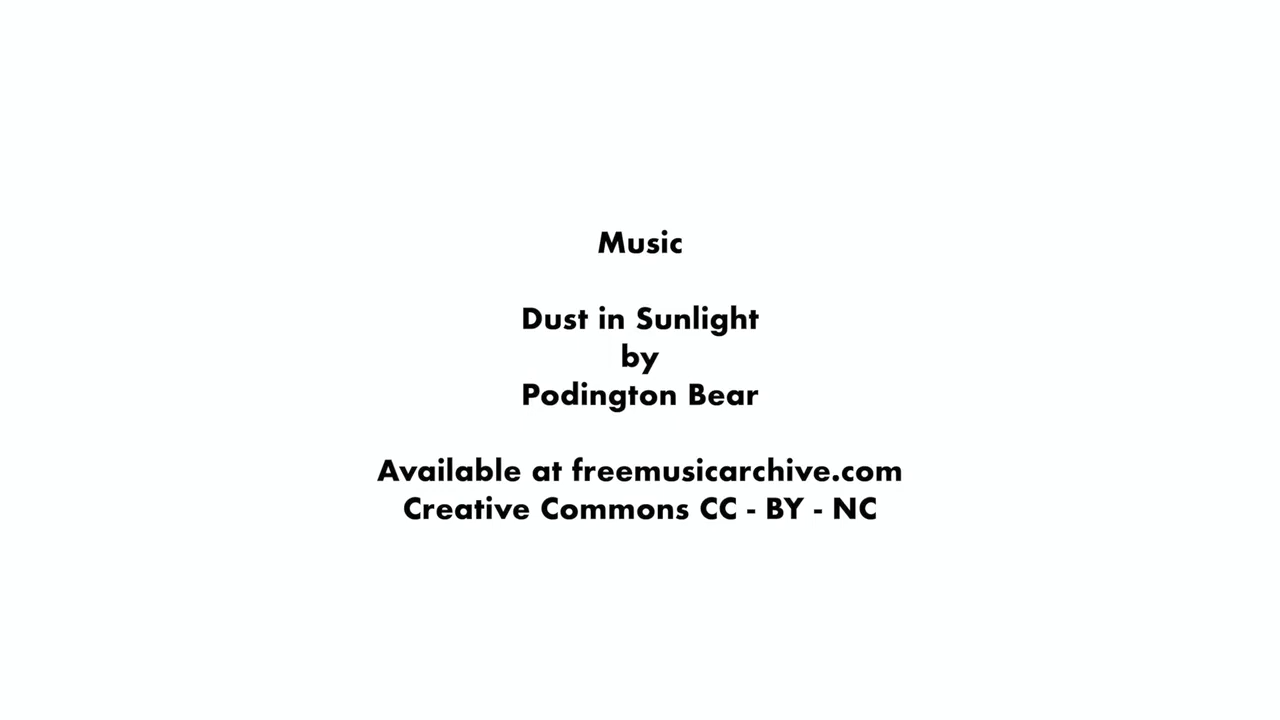 Music
Dust in Sunlight
by
Podington Bear
Available at freemusicarchive.com
Creative Commons CC - BY - NC